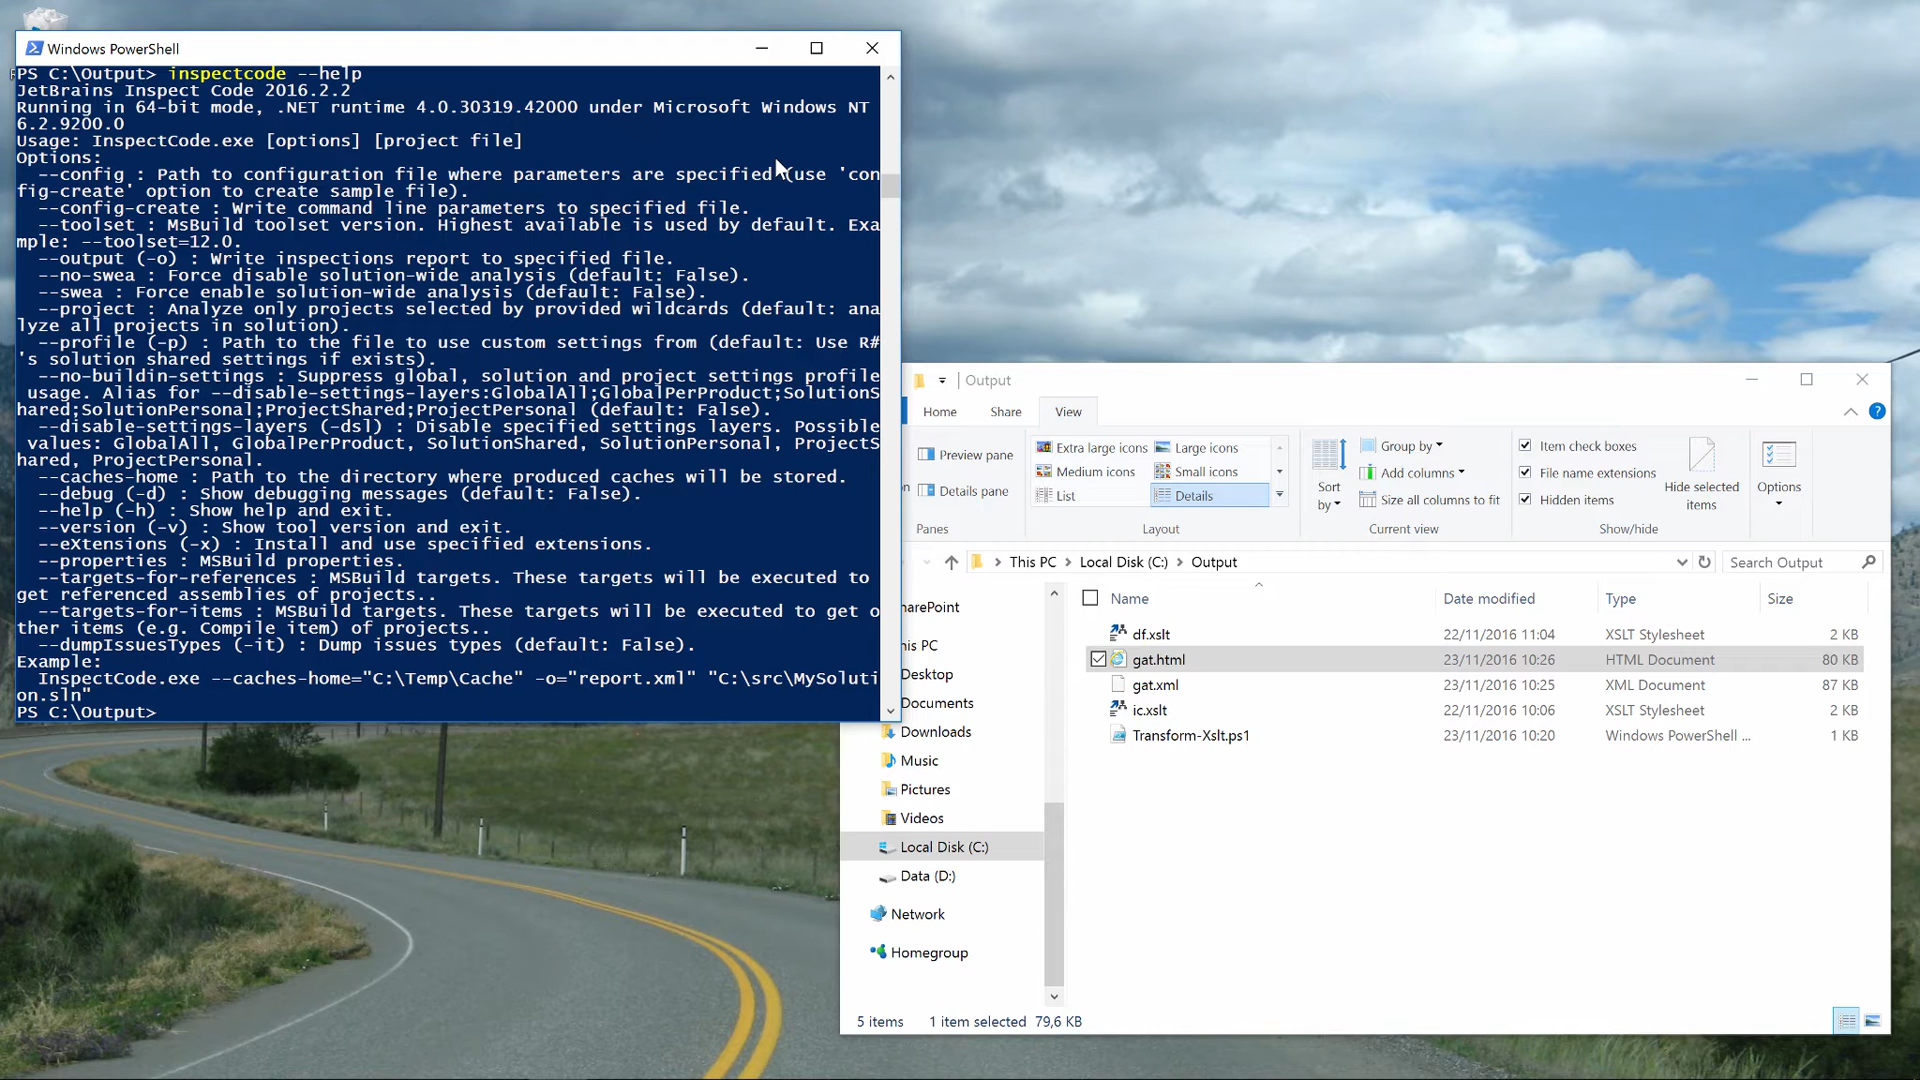 Windows PowerShell
PS C:\Output> inspectcode --help
JetBrains Inspect Code 2016.2.2
Running in 64-bit mode, .NET runtime 4.0.30319.42000 under Microsoft Windows NT
6.2.9200.0
Usage: InspectCode.exe [options] [project file]
Options:
--config : Path to configuration file where parameters are specified (use 'con
fig-create' option to create sample file).
--config-create : Write command line parameters to specified file.
--toolset : MsBuild toolset version. Highest available is used by default. Exa
mple: --toolset=12.0.
--output (-o) : Write inspections report to specified file.
--no-swea : Force disable solution-wide analysis (default: False).
--swea : Force enable solution-wide analysis (default: False).
--project : Analyze only projects selected by provided wildcards (default: ana
lyze all projects in solution).
--profile (-p) : Path to the file to use custom settings from (default: Use R#
's solution shared settings if exists).
--no-buildin-settings : Suppress global, solution and project settings profile
usage. Alias for --disable-settings-layers:GlobalAll;GlobalPerProduct;SolutionS
hared;SolutionPersonal;ProjectShared;ProjectPersonal (default: False).
--disable-settings-layers (-dsl) : Disable specified settings layers. Possible
values: GlobalAll, GlobalPerProduct, SolutionShared, SolutionPersonal, ProjectS
hared, ProjectPersonal.
--caches-home : Path to the directory where produced caches will be stored.
--debug (-d) : Show debugging messages (default: False).
--help (-h) : Show help and exit.
--version (-v) : Show tool version and exit.
--eXtensions (-x) : Install and use specified extensions.
--properties : MSBuild properties.
--targets-for-references : MSBuild targets. These targets will be executed to
get referenced assemblies of projects..
--targets-for-items : MSBuild targets. These targets will be executed to get o
ther items (e.g. Compile item) of projects..
--dumpIssuesTypes (-it) : Dump issues types (default: False).
Example:
InspectCode.exe --caches-home="C:\Temp\Cache" -o="report.xml" "C:\src\MySoluti
on.sln"
PS C:\Output>
Output
Home Share View
Preview pane
Details pane
Panes
Extra large icons Large icons
Medium icons Small icons
List Details
Layout
Sort by
Group by
Add columns
Size all columns to fit
Current view
Item check boxes
File name extensions
Hidden items
Hide selected items
Show/hide
Options
This PC Local Disk (C:) Output
Search Output
harePoint
his PC
Desktop
Documents
Downloads
Music
Pictures
Videos
Local Disk (C:)
Data (D:)
Network
Homegroup
Name Date modified Type Size
df.xslt 22/11/2016 11:04 XSLT Stylesheet 2 KB
gat.html 23/11/2016 10:26 HTML Document 80 KB
gat.xml 23/11/2016 10:25 XML Document 87 KB
ic.xslt 22/11/2016 10:06 XSLT Stylesheet 2 KB
Transform-Xslt.ps1 23/11/2016 10:20 Windows PowerShell ... 1 KB
5 items 1 item selected 79,6 KB